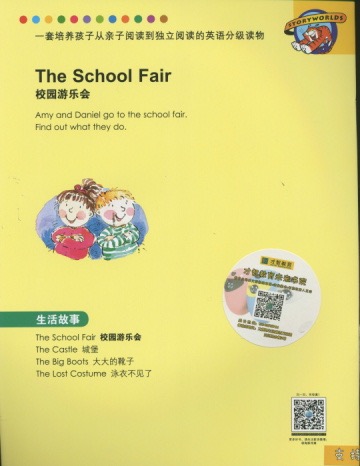 STORYWORLDS
一套培养孩子从亲子阅读到独立阅读的英语分级读物
The School Fair
校园游乐会
Amy and Daniel go to the school fair.
Find out what they do.
生活故事
The School Fair 校园游乐会
The Castle 城堡
The Big Boots 大大的靴子
The Lost Costume 泳衣不见了